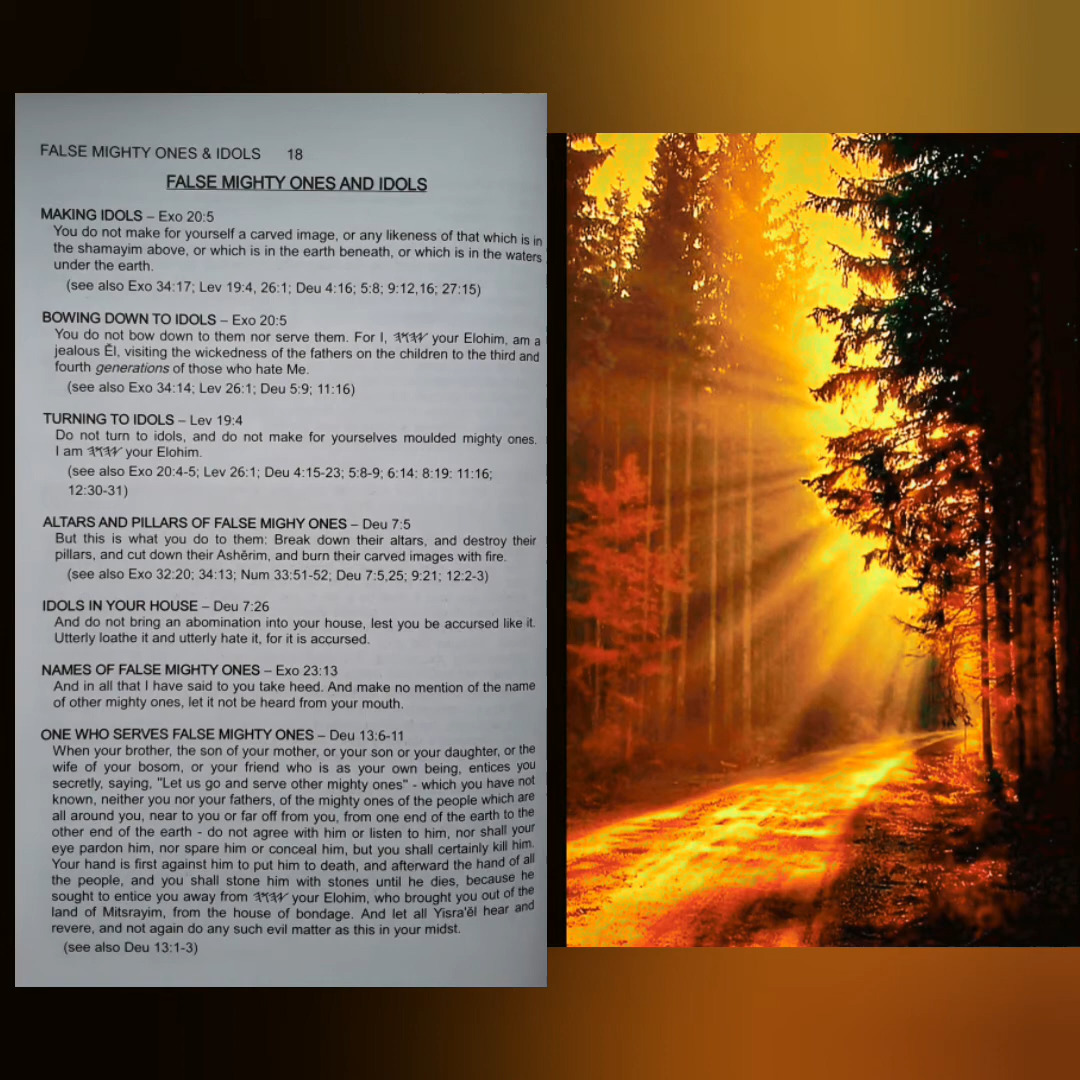 FALSE MIGHTY ONES & IDOLS 18
FALSE MIGHTY ONES AND IDOLS
MAKING IDOLS – Exo 20:5
You do not make for yourself a carved image, or any likeness of that which is in
the shamayim above, or which is in the earth beneath, or which is in the waters
under the earth.
(see also Exo 34:17; Lev 19:4, 26:1; Deu 4:16; 5:8; 9:12,16; 27:15)
BOWING DOWN TO IDOLS – Exo 20:5
You do not bow down to them nor serve them. For I, 𐤉𐤄𐤅𐤄 your Elohim, am a
jealous Ěl, visiting the wickedness of the fathers on the children to the third and
fourth generations of those who hate Me.
(see also Exo 34:14; Lev 26:1; Deu 5:9; 11:16)
TURNING TO IDOLS – Lev 19:4
Do not turn to idols, and do not make for yourselves moulded mighty ones.
I am 𐤉𐤄𐤅𐤄 your Elohim.
(see also Exo 20:4-5; Lev 26:1; Deu 4:15-23; 5:8-9; 6:14: 8:19: 11:16;
12:30-31)
ALTARS AND PILLARS OF FALSE MIGHY ONES – Deu 7:5
But this is what you do to them: Break down their altars, and destroy their
pillars, and cut down their Ashěrim, and burn their carved images with fire.
(see also Exo 32:20; 34:13; Num 33:51-52; Deu 7:5,25; 9:21; 12:2-3)
IDOLS IN YOUR HOUSE – Deu 7:26
And do not bring an abomination into your house, lest you be accursed like it.
Utterly loathe it and utterly hate it, for it is accursed.
NAMES OF FALSE MIGHTY ONES – Exo 23:13
And in all that I have said to you take heed. And make no mention of the name
of other mighty ones, let it not be heard from your mouth.
ONE WHO SERVES FALSE MIGHTY ONES – Deu 13:6-11
When your brother, the son of your mother, or your son or your daughter, or the
wife of your bosom, or your friend who is as your own being, entices you
secretly, saying, "Let us go and serve other mighty ones" - which you have not
known, neither you nor your fathers, of the mighty ones of the people which are
all around you, near to you or far off from you, from one end of the earth to the
other end of the earth - do not agree with him or listen to him, nor shall your
eye pardon him, nor spare him or conceal him, but you shall certainly kill him.
Your hand is first against him to put him to death, and afterward the hand of all
the people, and you shall stone him with stones until he dies, because he
sought to entice you away from 𐤉𐤄𐤅𐤄 your Elohim, who brought you out of the
land of Mitsrayim, from the house of bondage. And let all Yisra'ěl hear and
revere, and not again do any such evil matter as this in your midst.
(see also Deu 13:1-3)